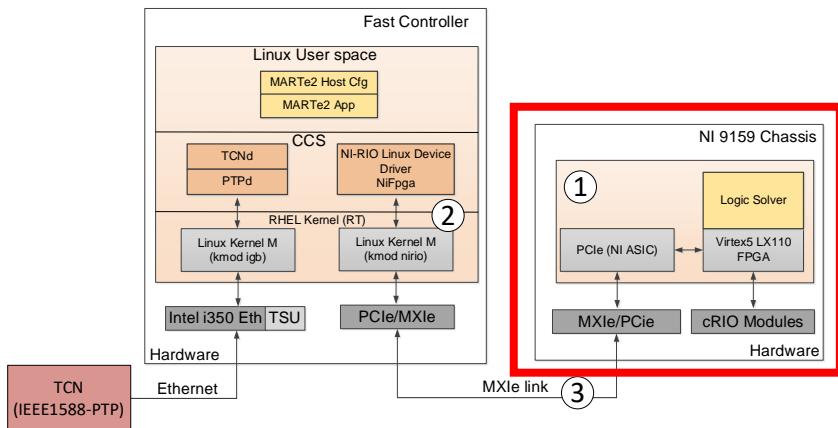 Fast Controller
Linux User space
MARTe2 Host Cfg
MARTe2 App
CCS
TCNd
PTPd
NI-RIO Linux Device
Driver
NiFpga
RHEL Kernel (RT)
2
Linux Kernel M
(kmod igb)
Linux Kernel M
(kmod nirio)
Intel i350 Eth
TSU
PCIe/MXIe
Hardware
NI 9159 Chassis
1
Logic Solver
PCIe (NI ASIC)
Virtex5 LX110
FPGA
MXIe/PCie
cRIO Modules
Hardware
TCN
(IEEE1588-PTP)
Ethernet
MXIe link
3